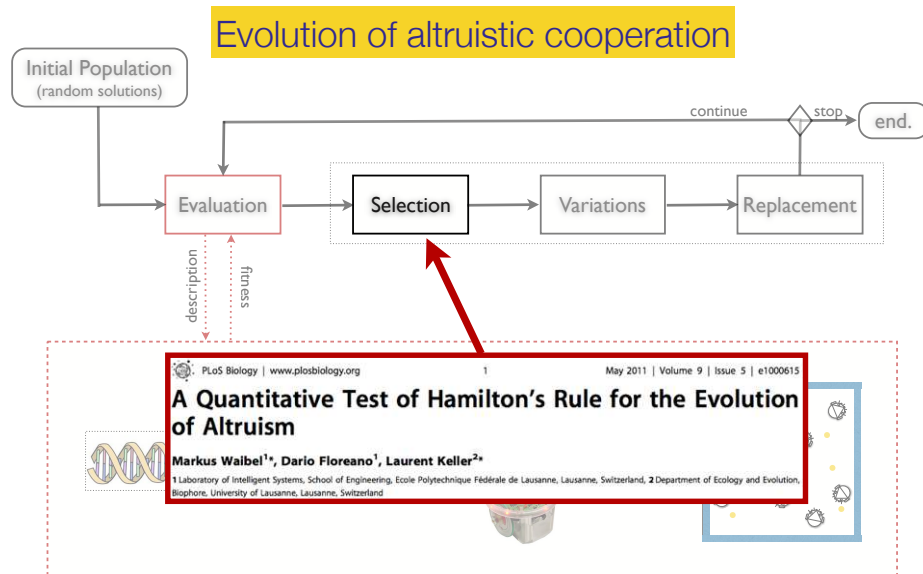 Evolution of altruistic cooperation
Initial Population
(random solutions)
continue
stop
end.
Evaluation
Selection
Variations
Replacement
description
fitness
PLoS Biology | www.plosbiology.org
1
May 2011 | Volume 9 | Issue 5 | e1000615
A Quantitative Test of Hamilton's Rule for the Evolution
of Altruism
Markus Waibel1*, Dario Floreano1, Laurent Keller2*
1 Laboratory of Intelligent Systems, School of Engineering, Ecole Polytechnique Fédérale de Lausanne, Lausanne, Switzerland, 2 Department of Ecology and Evolution,
Biophore, University of Lausanne, Lausanne, Switzerland